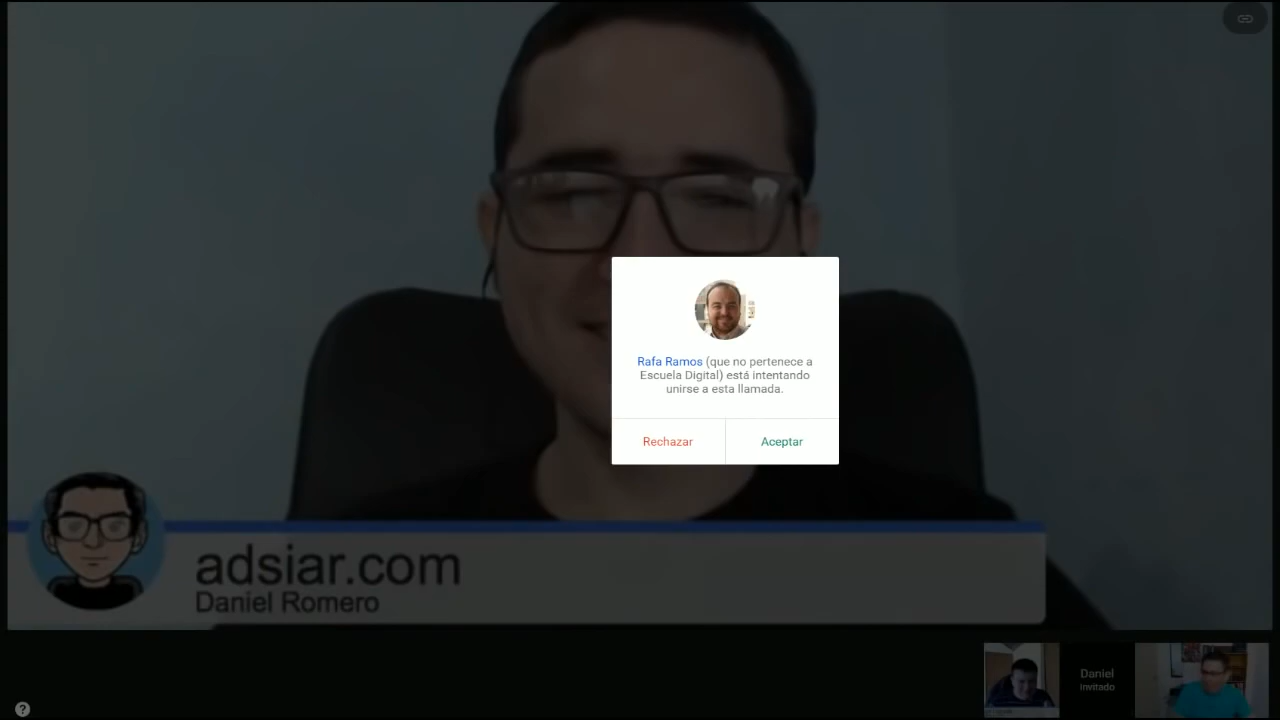 Rafa Ramos (que no pertenece a
Escuela Digital) está intentando
unirse a esta llamada.
Rechazar
Aceptar
adsiar.com
Daniel Romero
Daniel
invitado
?